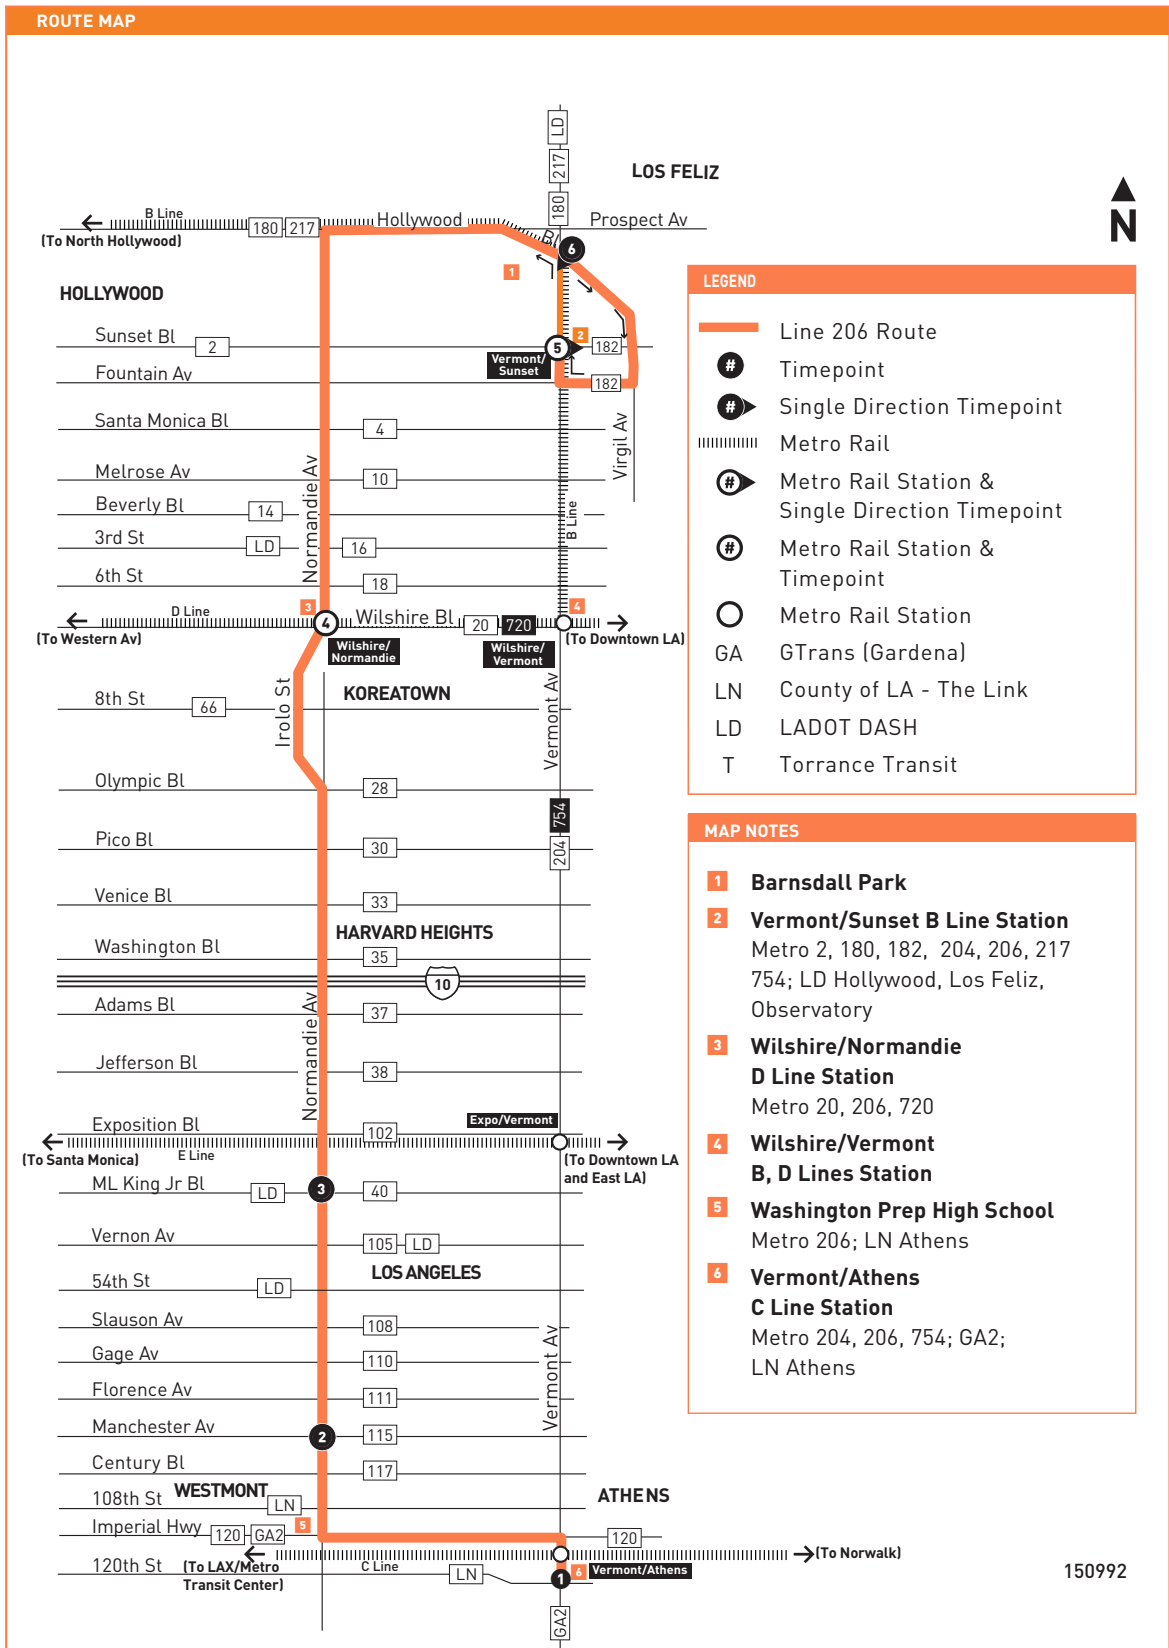 ROUTE MAP
LD
217
180
LOS FELIZ
N
B Line
180
217
Hollywood
Bl
Prospect Av
(To North Hollywood)
6
1
HOLLYWOOD
Sunset Bl
2
5
2
182
Vermont/
Sunset
Fountain Av
182
Santa Monica Bl
4
Virgil Av
Melrose Av
10
Normandie Av
Beverly Bl
14
B Line
3rd St
LD
16
6th St
18
3
4
D Line
4
Wilshire Bl
20
720
(To Western Av)
(To Downtown LA)
Wilshire/
Normandie
Wilshire/
Vermont
Irolo St
KOREATOWN
Vermont Av
8th St
66
Olympic Bl
28
754
204
Pico Bl
30
Venice Bl
33
HARVARD HEIGHTS
Washington Bl
35
10
Adams Bl
37
Normandie Av
Jefferson Bl
38
Exposition Bl
102
Expo/Vermont
(To Santa Monica)
E Line
(To Downtown LA
and East LA)
ML King Jr Bl
LD
3
40
Vernon Av
105
LD
LOS ANGELES
54th St
LD
Slauson Av
108
Vermont Av
Gage Av
110
Florence Av
111
Manchester Av
2
115
Century Bl
117
WESTMONT
ATHENS
108th St
LN
Imperial Hwy
120
GA2
5
120
(To Norwalk)
120th St
(To LAX/Metro
Transit Center)
C Line
LN
1
6
Vermont/Athens
GA2
150992
LEGEND
Line 206 Route
# Timepoint
# Single Direction Timepoint
Metro Rail
# Metro Rail Station &
Single Direction Timepoint
# Metro Rail Station &
Timepoint
Metro Rail Station
GA GTrans (Gardena)
LN County of LA - The Link
LD LADOT DASH
T Torrance Transit
MAP NOTES
1 Barnsdall Park
2 Vermont/Sunset B Line Station
Metro 2, 180, 182, 204, 206, 217
754; LD Hollywood, Los Feliz,
Observatory
3 Wilshire/Normandie
D Line Station
Metro 20, 206, 720
4 Wilshire/Vermont
B, D Lines Station
5 Washington Prep High School
Metro 206; LN Athens
6 Vermont/Athens
C Line Station
Metro 204, 206, 754; GA2;
LN Athens